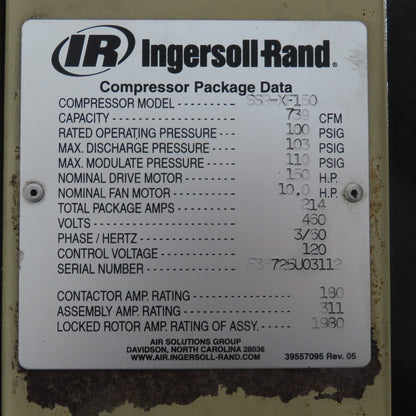 IR Ingersoll-Rand®
Compressor Package Data
COMPRESSOR MODEL ---------- SSR-XF150
CAPACITY ---------- 739 CFM
RATED OPERATING PRESSURE ------ 100 PSIG
MAX. DISCHARGE PRESSURE ------ 103 PSIG
MAX. MODULATE PRESSURE ------ 110 PSIG
NOMINAL DRIVE MOTOR ---------- 150 H.P.
NOMINAL FAN MOTOR ---------- 10.0 H.P.
TOTAL PACKAGE AMPS ---------- 214
VOLTS ---------- 460
PHASE / HERTZ ---------- 3/60
CONTROL VOLTAGE ---------- 120
SERIAL NUMBER ----------
CONTACTOR AMP. RATING ---------- 180
ASSEMBLY AMP. RATING ---------- 311
LOCKED ROTOR AMP. RATING OF ASSY. ----- 1980
AIR SOLUTIONS GROUP
DAVIDSON, NORTH CAROLINA 28036
WWW.AIR.INGERSOLL-RAND.COM
39557095 Rev. 05